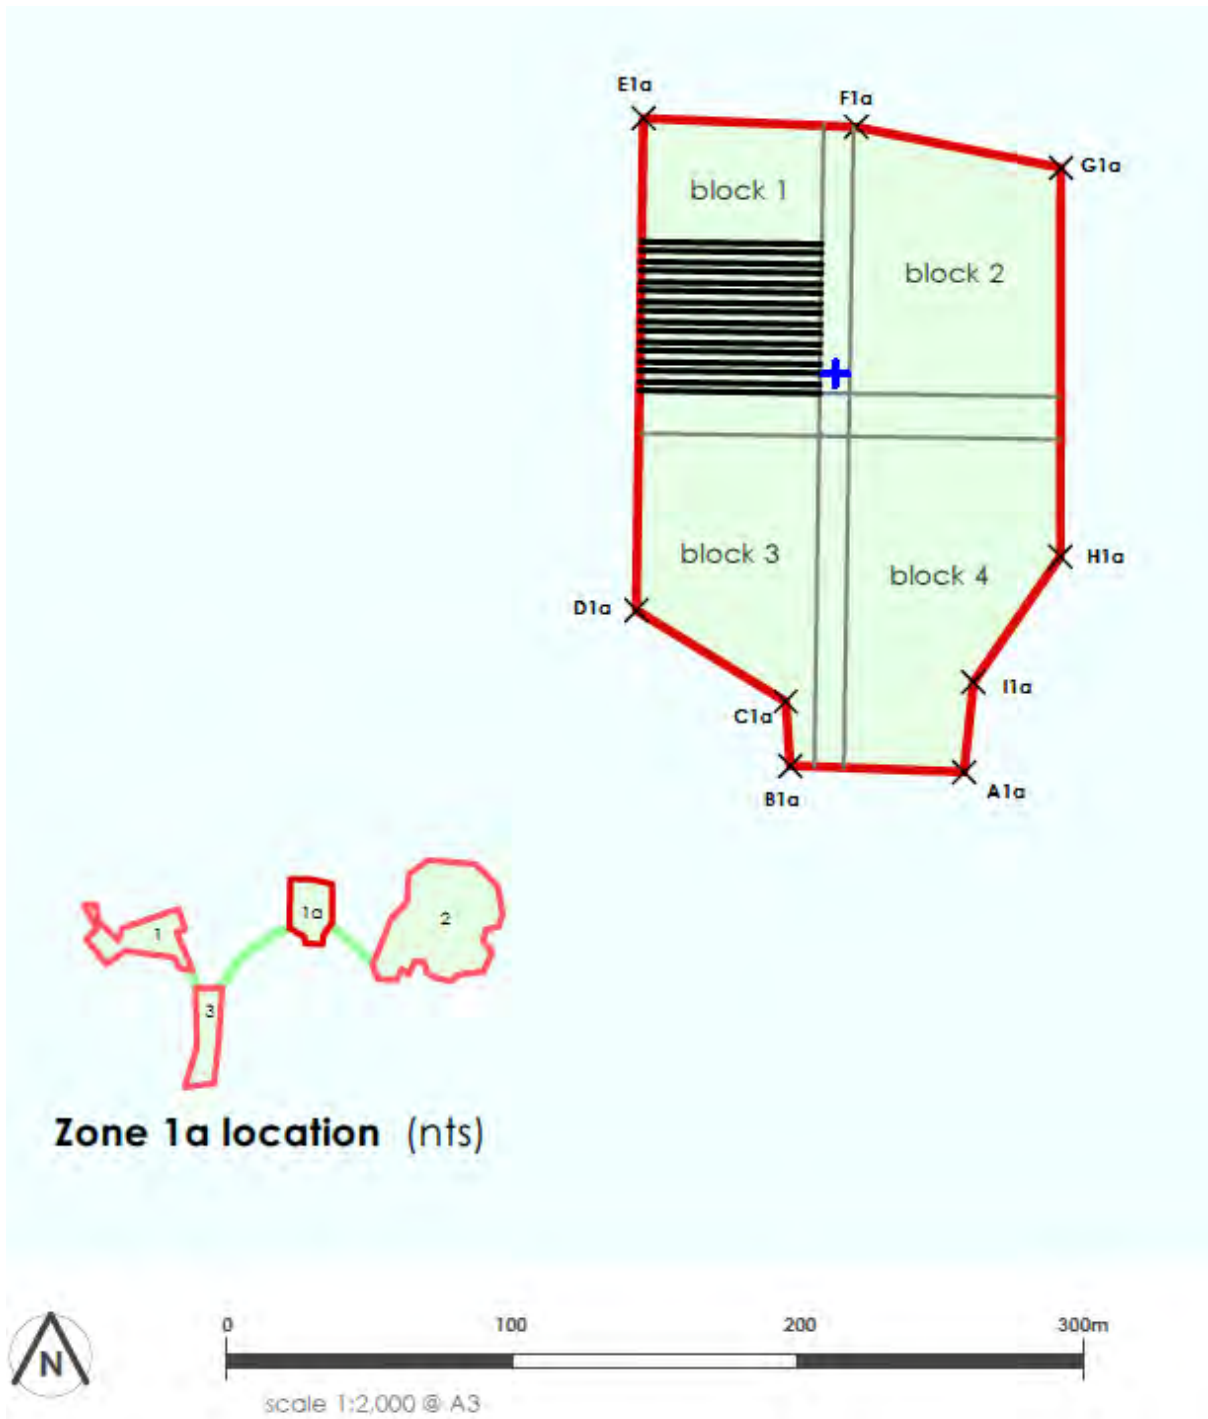 E1a
F1a
G1a
block 1
block 2
block 3
block 4
H1a
D1a
I1a
C1a
B1a
A1a
1
1a
2
3
Zone 1a location (nts)
N
0 100 200 300m
scale 1:2,000 @ A3